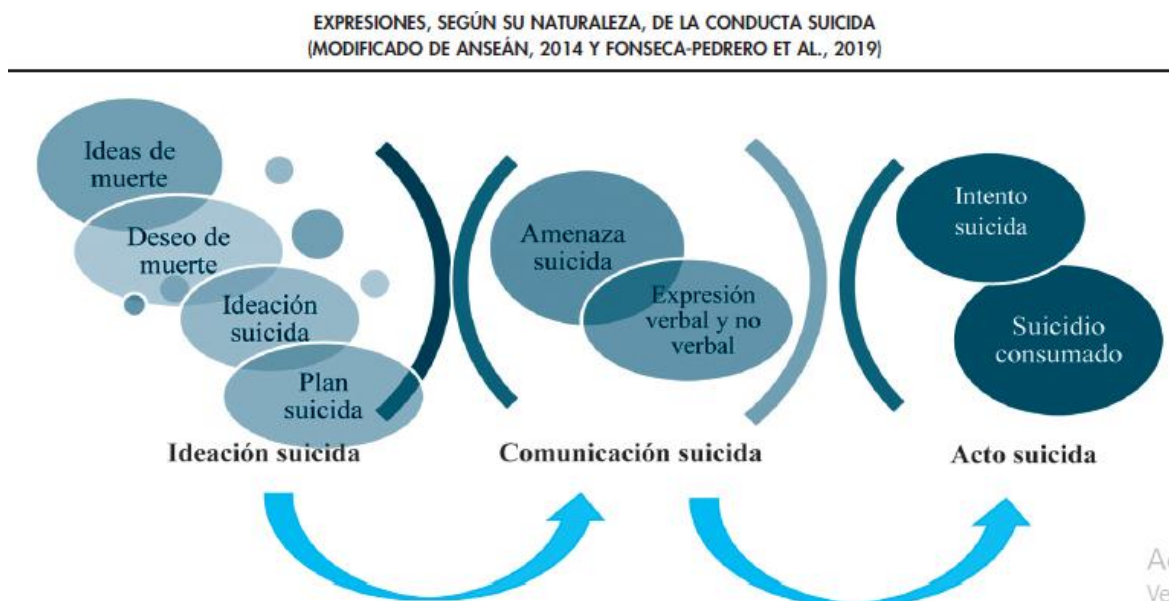 EXPRESIONES, SEGÚN SU NATURALEZA, DE LA CONDUCTA SUICIDA
(MODIFICADO DE ANSEÁN, 2014 Y FONSECA-PEDRERO ET AL., 2019)
Ideas de
muerte
Deseo de
muerte
Ideación
suicida
Plan
suicida
Ideación suicida
Amenaza
suicida
Expresión
verbal y no
verbal
Comunicación suicida
Intento
suicida
Suicidio
consumado
Acto suicida